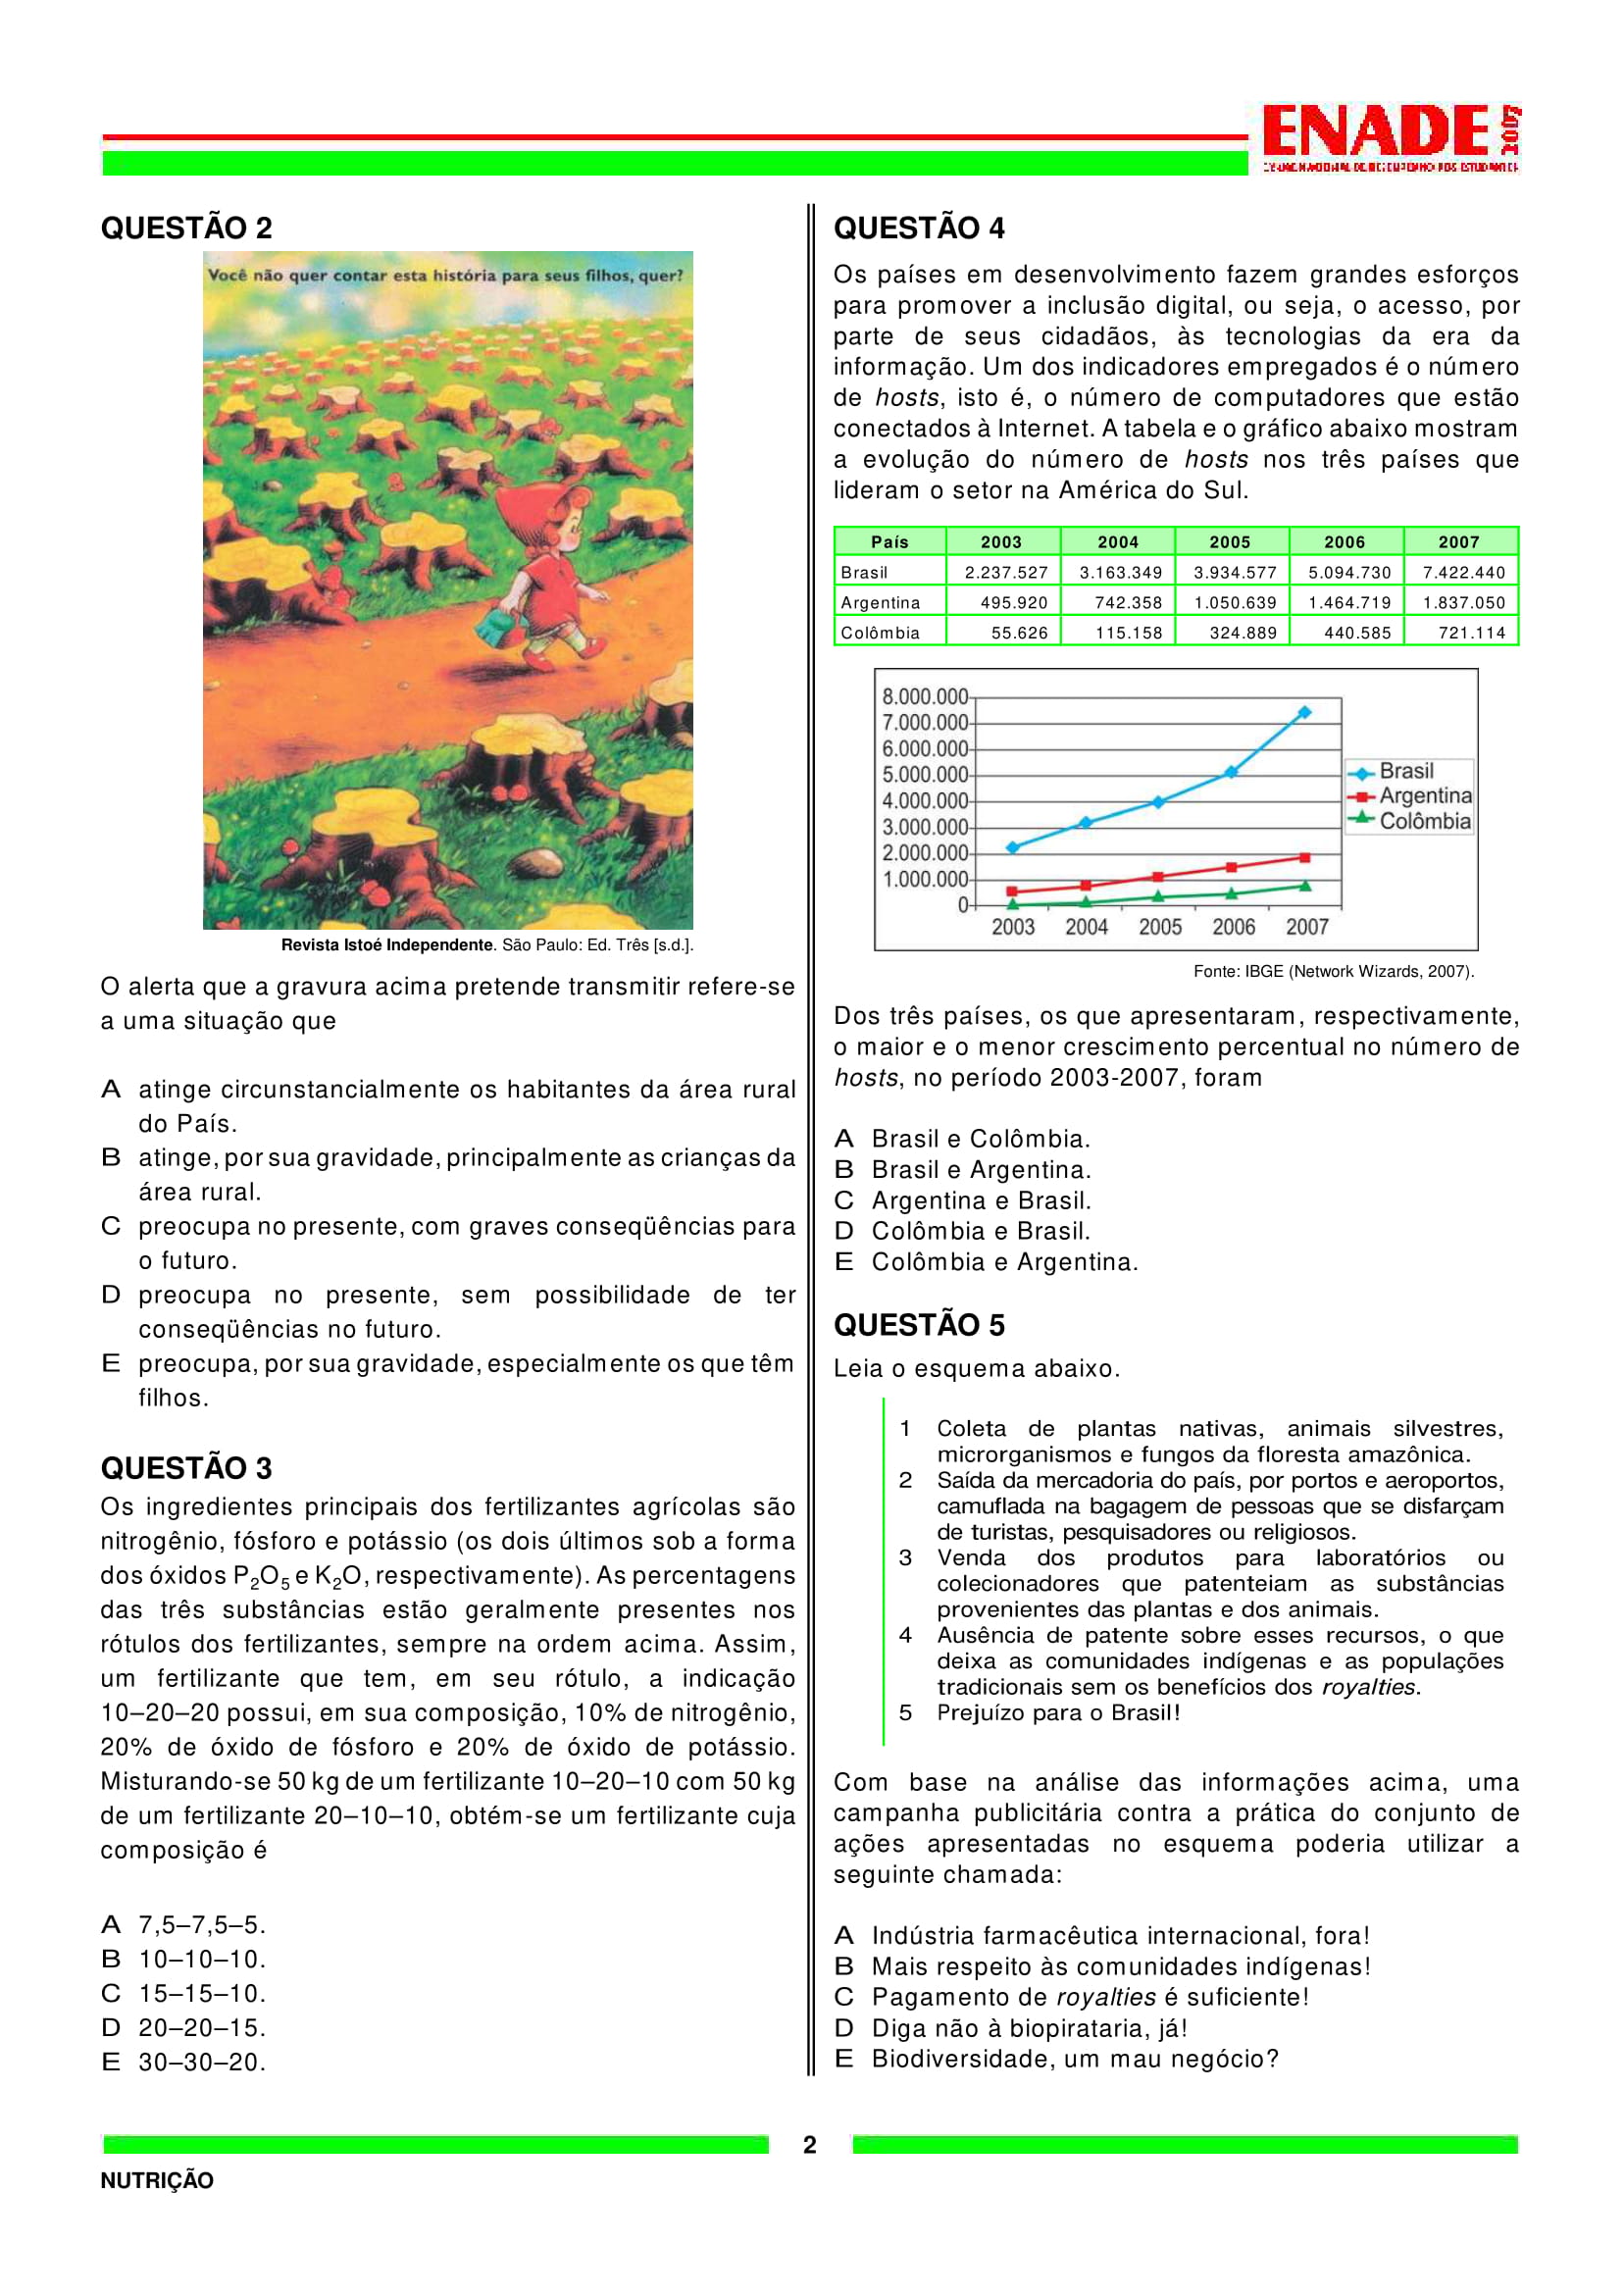 ENADE 2007
EXAME NACIONAL DE DESEMPENHO DOS ESTUDANTES
QUESTÃO 2
Você não quer contar esta história para seus filhos, quer?
Revista Istoé Independente. São Paulo: Ed. Três [s.d.].
O alerta que a gravura acima pretende transmitir refere-se
a uma situação que
A atinge circunstancialmente os habitantes da área rural
do País.
B atinge, por sua gravidade, principalmente as crianças da
área rural.
C preocupa no presente, com graves conseqüências para
o futuro.
D preocupa no presente, sem possibilidade de ter
conseqüências no futuro.
E preocupa, por sua gravidade, especialmente os que têm
filhos.
QUESTÃO 3
Os ingredientes principais dos fertilizantes agrícolas são
nitrogênio, fósforo e potássio (os dois últimos sob a forma
dos óxidos P₂O₅ e K₂O, respectivamente). As percentagens
das três substâncias estão geralmente presentes nos
rótulos dos fertilizantes, sempre na ordem acima. Assim,
um fertilizante que tem, em seu rótulo, a indicação
10–20–20 possui, em sua composição, 10% de nitrogênio,
20% de óxido de fósforo e 20% de óxido de potássio.
Misturando-se 50 kg de um fertilizante 10–20–10 com 50 kg
de um fertilizante 20–10–10, obtém-se um fertilizante cuja
composição é
A 7,5–7,5–5.
B 10–10–10.
C 15–15–10.
D 20–20–15.
E 30–30–20.
QUESTÃO 4
Os países em desenvolvimento fazem grandes esforços
para promover a inclusão digital, ou seja, o acesso, por
parte de seus cidadãos, às tecnologias da era da
informação. Um dos indicadores empregados é o número
de hosts, isto é, o número de computadores que estão
conectados à Internet. A tabela e o gráfico abaixo mostram
a evolução do número de hosts nos três países que
lideram o setor na América do Sul.
País 2003 2004 2005 2006 2007
Brasil 2.237.527 3.163.349 3.934.577 5.094.730 7.422.440
Argentina 495.920 742.358 1.050.639 1.464.719 1.837.050
Colômbia 55.626 115.158 324.889 440.585 721.114
8.000.000
7.000.000
6.000.000
5.000.000
4.000.000
3.000.000
2.000.000
1.000.000
0
2003 2004 2005 2006 2007
Brasil
Argentina
Colômbia
Fonte: IBGE (Network Wizards, 2007).
Dos três países, os que apresentaram, respectivamente,
o maior e o menor crescimento percentual no número de
hosts, no período 2003-2007, foram
A Brasil e Colômbia.
B Brasil e Argentina.
C Argentina e Brasil.
D Colômbia e Brasil.
E Colômbia e Argentina.
QUESTÃO 5
Leia o esquema abaixo.
1 Coleta de plantas nativas, animais silvestres,
microrganismos e fungos da floresta amazônica.
2 Saída da mercadoria do país, por portos e aeroportos,
camuflada na bagagem de pessoas que se disfarçam
de turistas, pesquisadores ou religiosos.
3 Venda dos produtos para laboratórios ou
colecionadores que patenteiam as substâncias
provenientes das plantas e dos animais.
4 Ausência de patente sobre esses recursos, o que
deixa as comunidades indígenas e as populações
tradicionais sem os benefícios dos royalties.
5 Prejuízo para o Brasil!
Com base na análise das informações acima, uma
campanha publicitária contra a prática do conjunto de
ações apresentadas no esquema poderia utilizar a
seguinte chamada:
A Indústria farmacêutica internacional, fora!
B Mais respeito às comunidades indígenas!
C Pagamento de royalties é suficiente!
D Diga não à biopirataria, já!
E Biodiversidade, um mau negócio?
2
NUTRIÇÃO